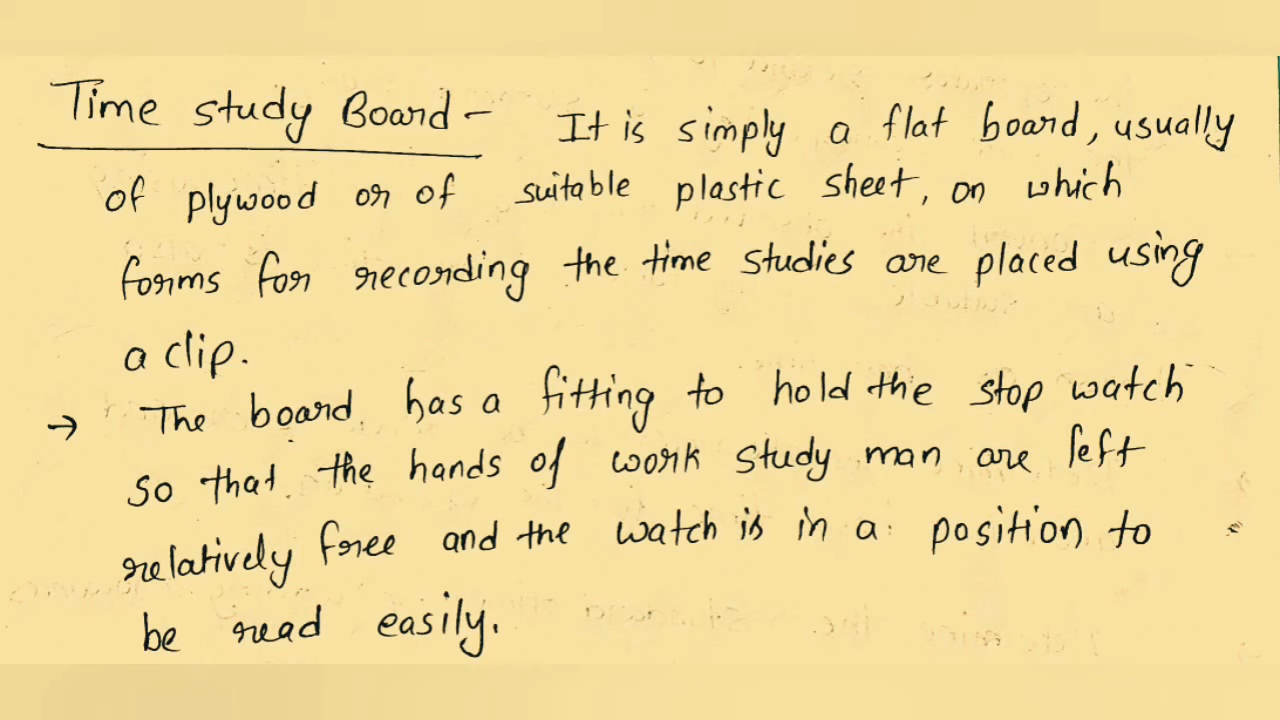 Time study Board - It is simply a flat board, usually
of plywood or of suitable plastic sheet, on which
forms for recording the time studies are placed using
a clip.
→ The board has a fitting to hold the stop watch
so that the hands of work study man are left
relatively free and the watch is in a position to
be read easily.